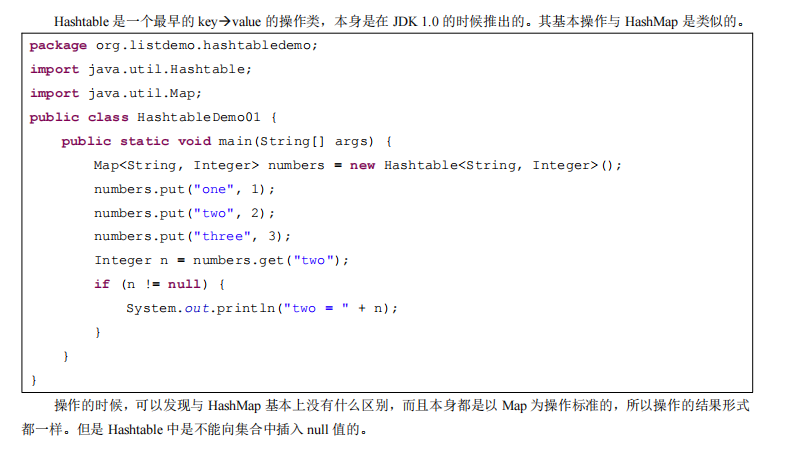 Hashtable 是一个最早的 key→value 的操作类，本身是在 JDK 1.0 的时候推出的。其基本操作与 HashMap 是类似的。
package org.listdemo.hashtabledemo;
import java.util.Hashtable;
import java.util.Map;
public class HashtableDemo01 {
    public static void main(String[] args) {
        Map<String, Integer> numbers = new Hashtable<String, Integer>();
        numbers.put("one", 1);
        numbers.put("two", 2);
        numbers.put("three", 3);
        Integer n = numbers.get("two");
        if (n != null) {
            System.out.println("two = " + n);
        }
    }
}
操作的时候，可以发现与 HashMap 基本上没有什么区别，而且本身都是以 Map 为操作标准的，所以操作的结果形式
都一样。但是 Hashtable 中是不能向集合中插入 null 值的。